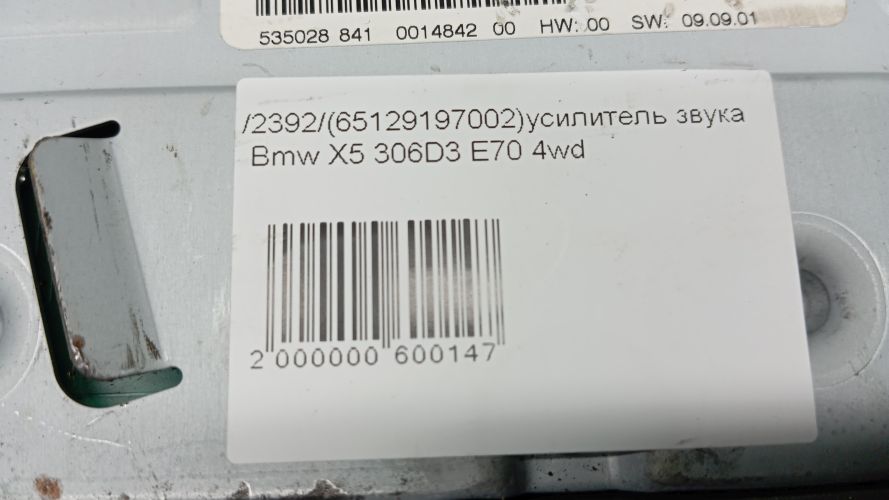 535028 841 0014842 00 HW: 00 SW: 09.09.01
/2392/(65129197002)усилитель звука
Bmw X5 306D3 E70 4wd
2 000000 600147